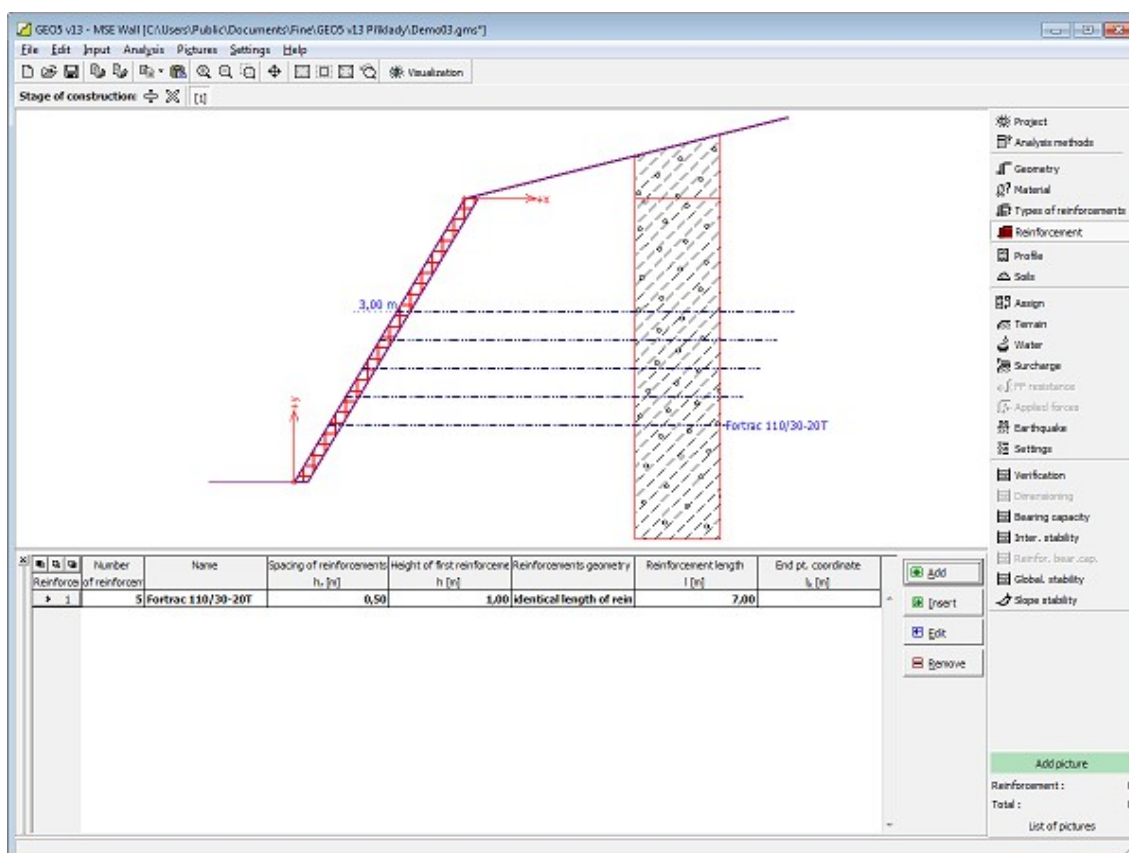 GEO5 v13 - MSE Wall [C:\Users\Public\Documents\Fine\GEO5 v13 Příklady\Demo03.gms*]
File Edit Input Analysis Pictures Settings Help
Visualization
Stage of construction: [1]
+x
3,00 m
+y
Fortrac 110/30-20T
Project
Analysis methods
Geometry
Material
Types of reinforcements
Reinforcement
Profile
Soils
Assign
Terrain
Water
Surcharge
FF resistance
Applied forces
Earthquake
Settings
Verification
Dimensioning
Bearing capacity
Inter. stability
Reinfor. bear.cap.
Global. stability
Slope stability
Number Name Spacing of reinforcements Height of first reinforceme Reinforcements geometry Reinforcement length End pt. coordinate
Reinforcer of reinforcem [m] h [m] l [m] [m]
1 5 Fortrac 110/30-20T 0,50 1,00 identical length of rein 7,00
Add
Insert
Edit
Remove
Add picture
Reinforcement :
Total :
List of pictures